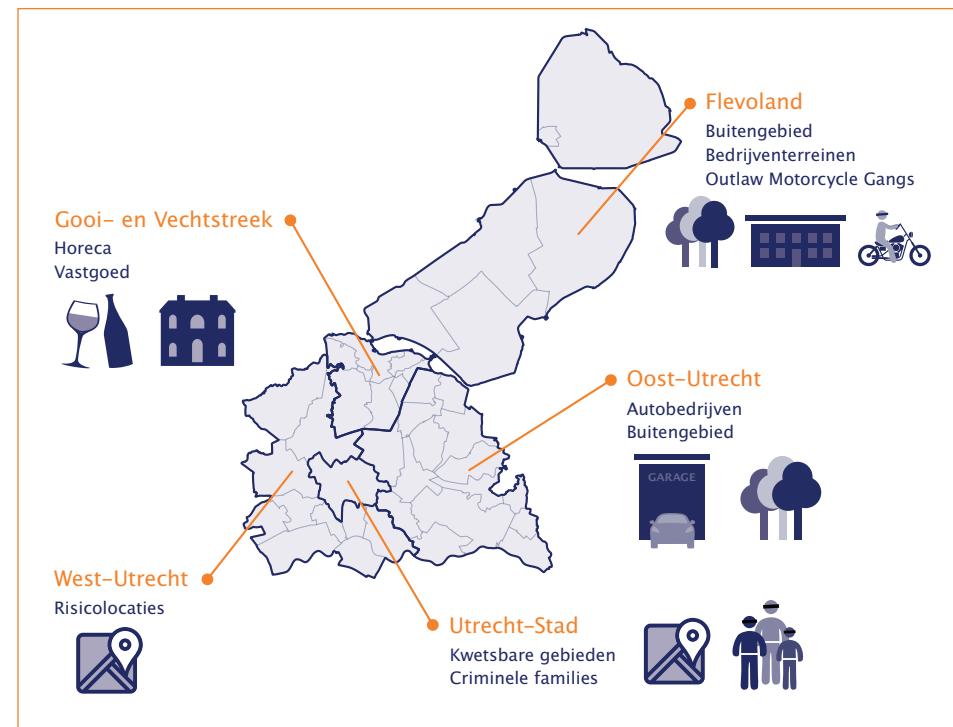 Flevoland
Buitengebied
Bedrijventerreinen
Outlaw Motorcycle Gangs
Gooi- en Vechtstreek
Horeca
Vastgoed
Oost-Utrecht
Autobedrijven
Buitengebied
GARAGE
West-Utrecht
Risicolocaties
Utrecht-Stad
Kwetsbare gebieden
Criminele families